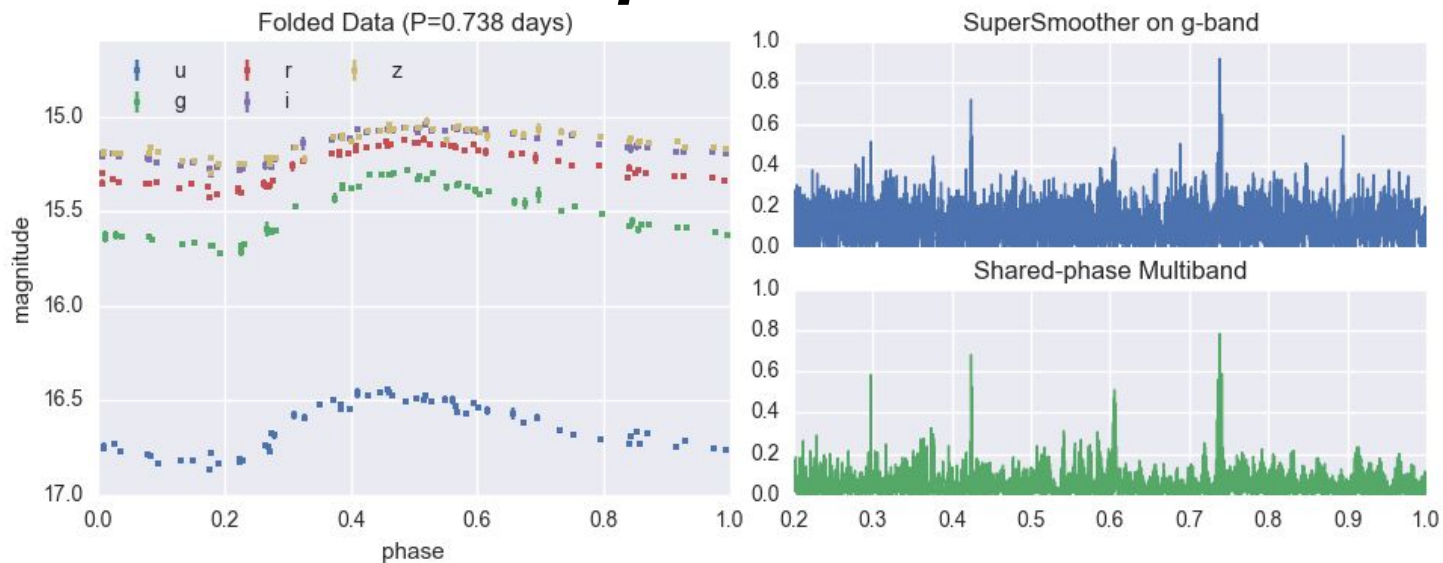 Folded Data (P=0.738 days)
u r z
g i
15.0
15.5
16.0
16.5
17.0
magnitude
0.0 0.2 0.4 0.6 0.8 1.0
phase
SuperSmoother on g-band
1.0
0.8
0.6
0.4
0.2
0.0
Shared-phase Multiband
1.0
0.8
0.6
0.4
0.2
0.0
0.2 0.3 0.4 0.5 0.6 0.7 0.8 0.9 1.0